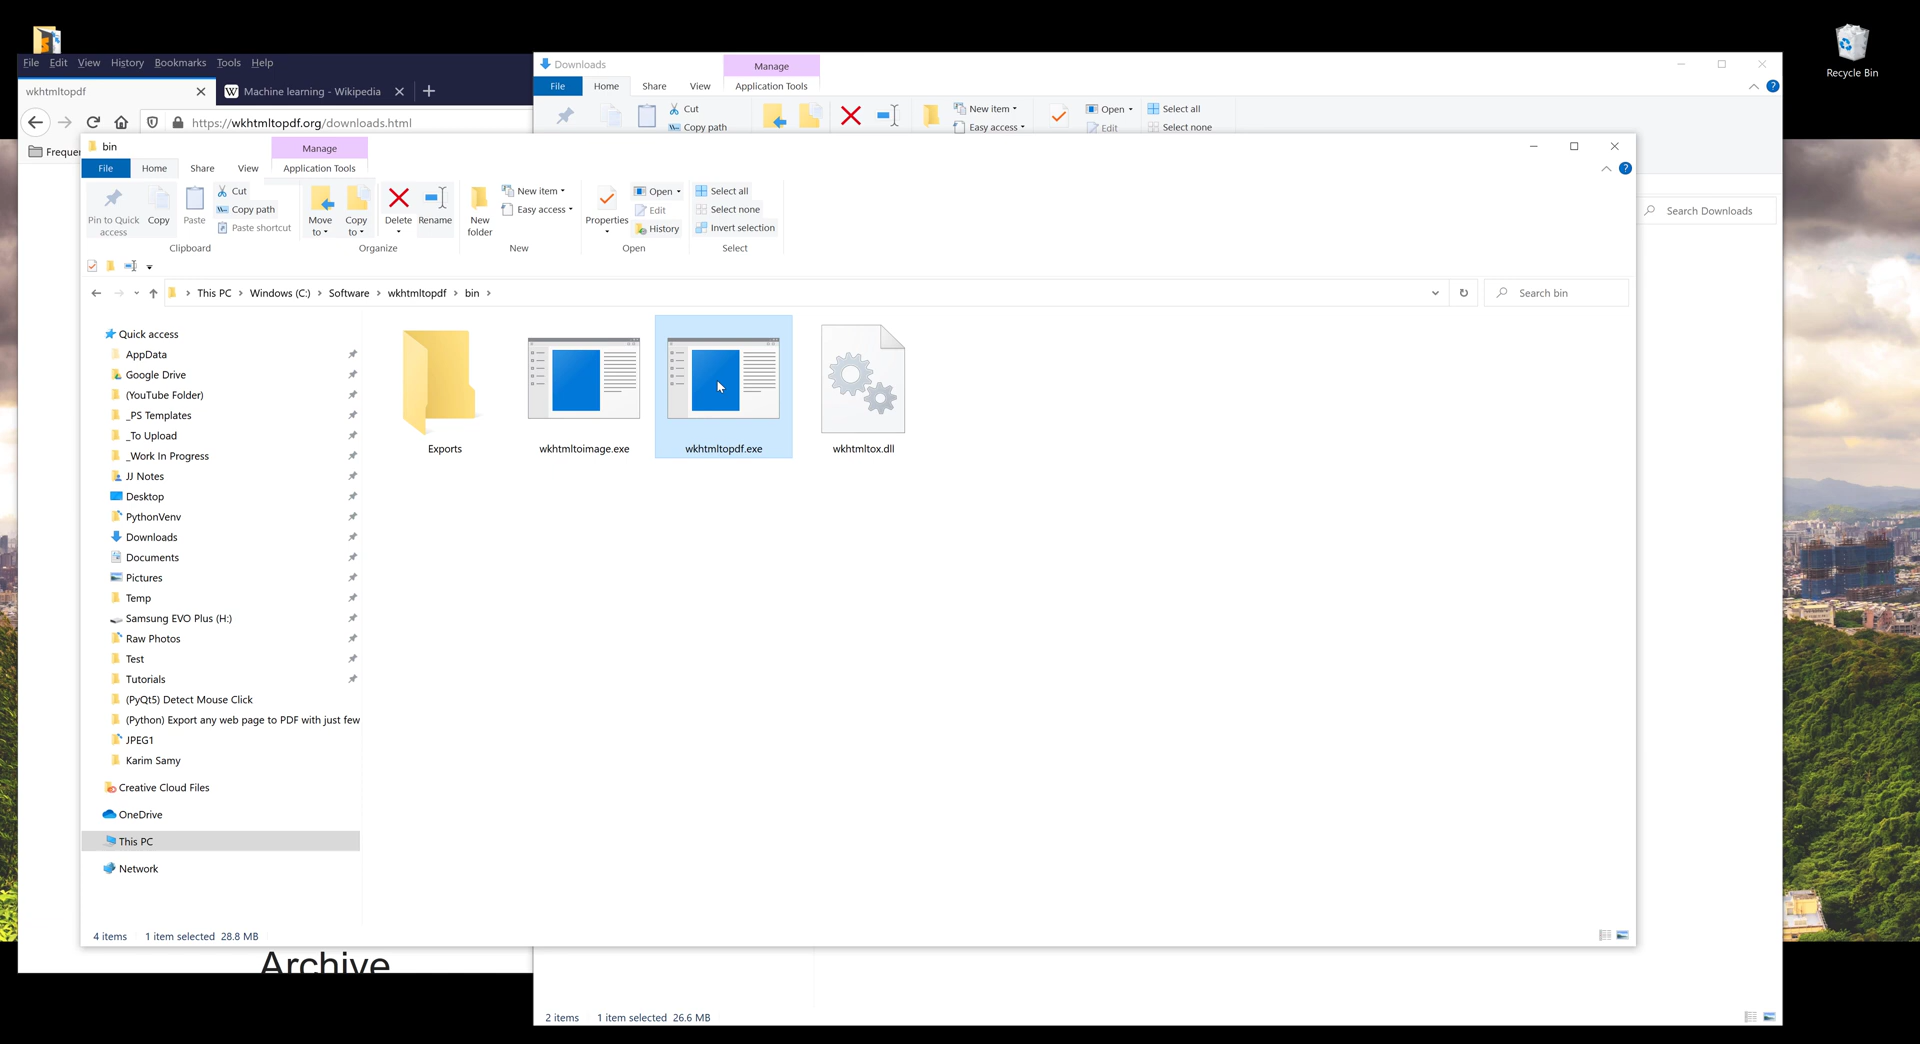 Recycle Bin
File Edit View History Bookmarks Tools Help
wkhtmltopdf
Machine learning - Wikipedia
https://wkhtmltopdf.org/downloads.html
Frequen
Downloads
Manage
File Home Share View Application Tools
Cut
Copy path
New item
Easy access
Open
Edit
Select all
Select none
Search Downloads
bin
Manage
File Home Share View Application Tools
Pin to Quick access
Copy
Paste
Cut
Copy path
Paste shortcut
Clipboard
Move to
Copy to
Delete
Rename
Organize
New folder
New item
Easy access
New
Properties
Open
Edit
History
Open
Select all
Select none
Invert selection
Select
This PC > Windows (C:) > Software > wkhtmltopdf > bin >
Search bin
Quick access
AppData
Google Drive
(YouTube Folder)
_PS Templates
_To Upload
_Work In Progress
JJ Notes
Desktop
PythonVenv
Downloads
Documents
Pictures
Temp
Samsung EVO Plus (H:)
Raw Photos
Test
Tutorials
(PyQt5) Detect Mouse Click
(Python) Export any web page to PDF with just few
JPEG1
Karim Samy
Creative Cloud Files
OneDrive
This PC
Network
Exports
wkhtmltoimage.exe
wkhtmltopdf.exe
wkhtmltox.dll
4 items 1 item selected 28.8 MB
Archive
2 items 1 item selected 26.6 MB